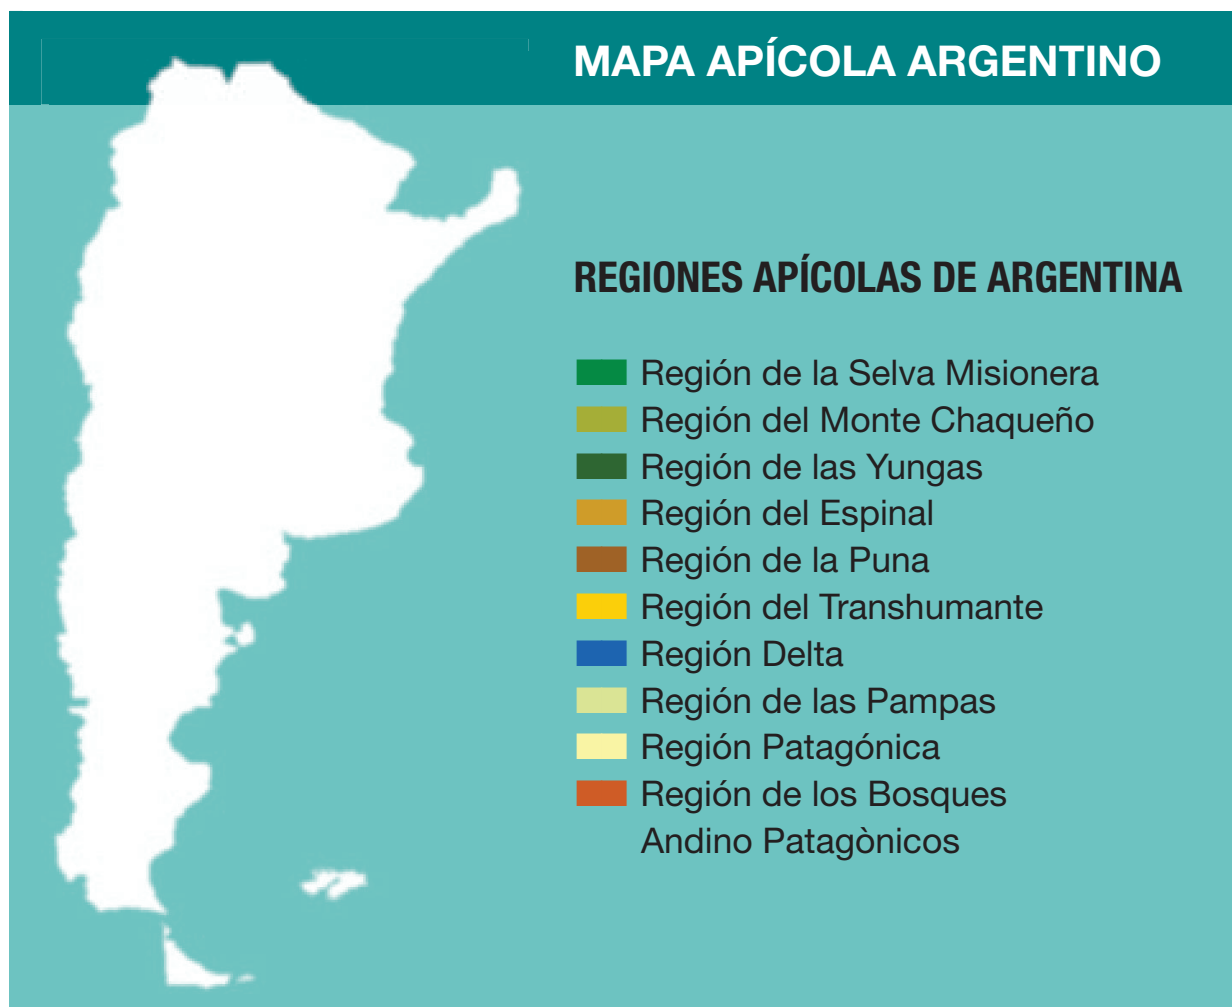 MAPA APÍCOLA ARGENTINO
REGIONES APÍCOLAS DE ARGENTINA
Región de la Selva Misionera
Región del Monte Chaqueño
Región de las Yungas
Región del Espinal
Región de la Puna
Región del Transhumante
Región Delta
Región de las Pampas
Región Patagónica
Región de los Bosques
Andino Patagònicos